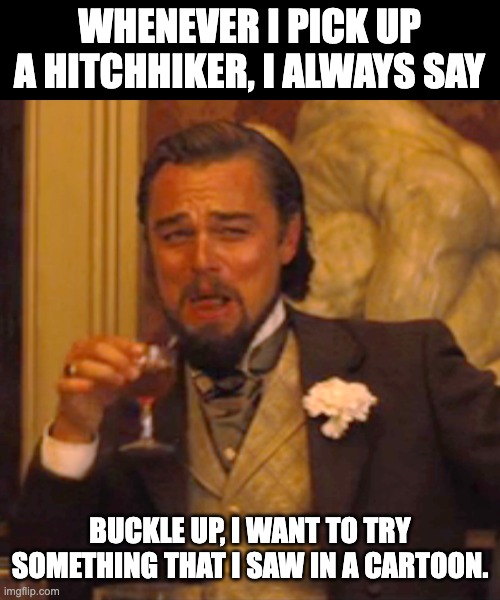 WHENEVER I PICK UP
A HITCHHIKER, I ALWAYS SAY
BUCKLE UP, I WANT TO TRY
SOMETHING THAT I SAW IN A CARTOON.
imgflip.com